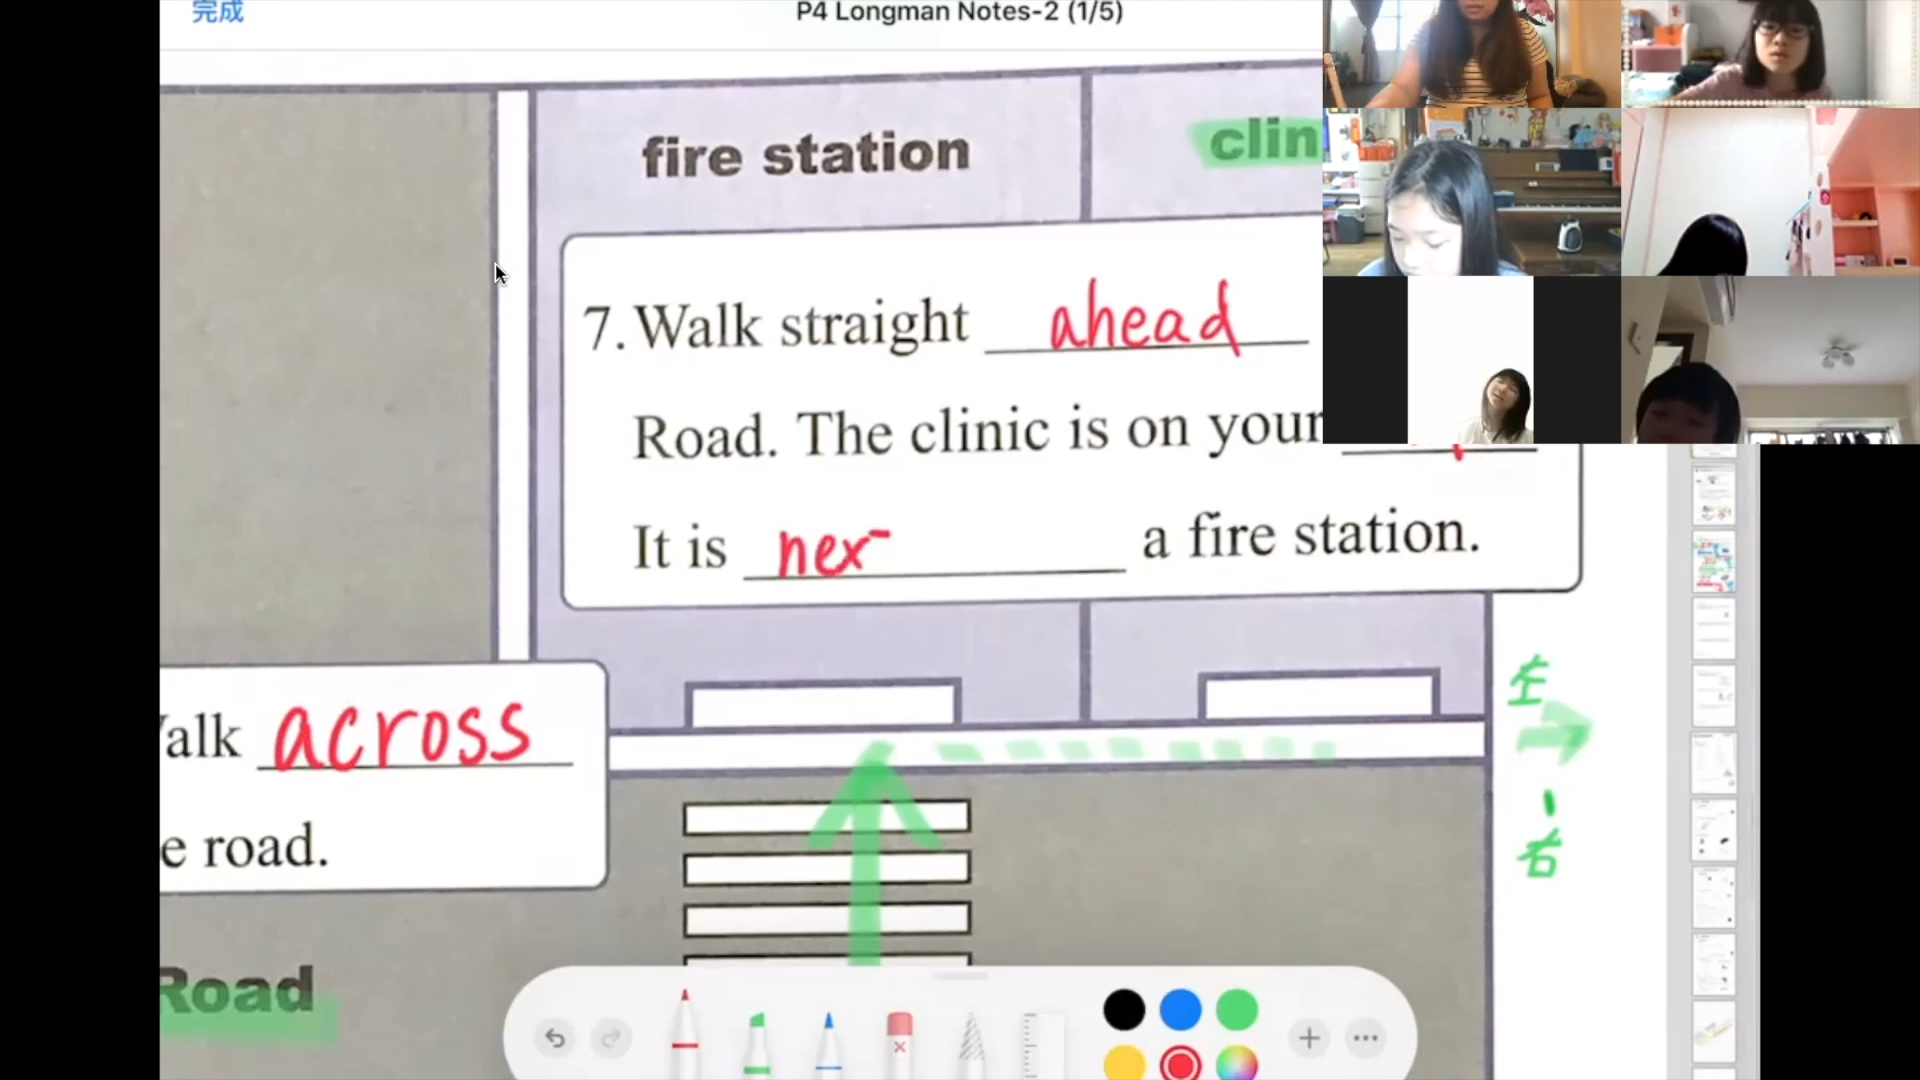 完成
P4 Longman Notes-2 (1/5)
fire station
clin
7. Walk straight ahead
Road. The clinic is on your
It is nex a fire station.
alk across
e road.
Road
左
右